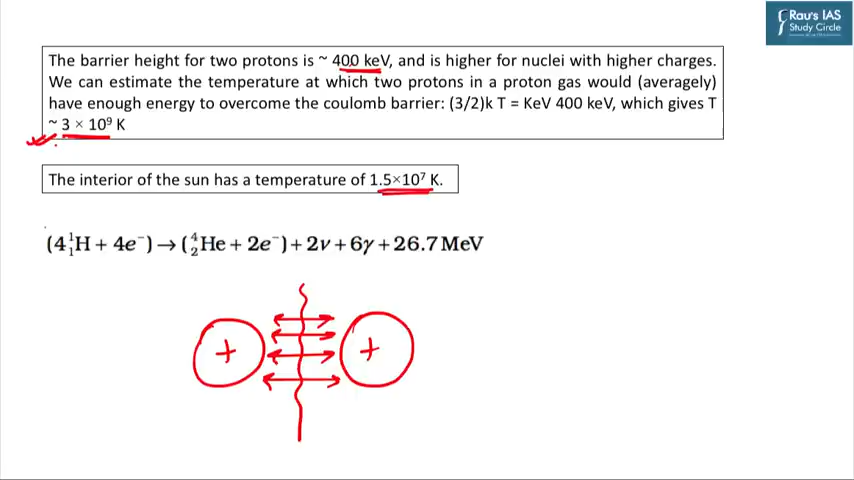 Rau's IAS
Study Circle
The barrier height for two protons is ~ 400 keV, and is higher for nuclei with higher charges.
We can estimate the temperature at which two protons in a proton gas would (averagely)
have enough energy to overcome the coulomb barrier: (3/2)k T = KeV 400 keV, which gives T
~ 3 × 10⁹ K
The interior of the sun has a temperature of 1.5×10⁷ K.
(4¹₁H + 4e⁻) → (⁴₂He + 2e⁻) + 2ν + 6γ + 26.7 MeV
+ +